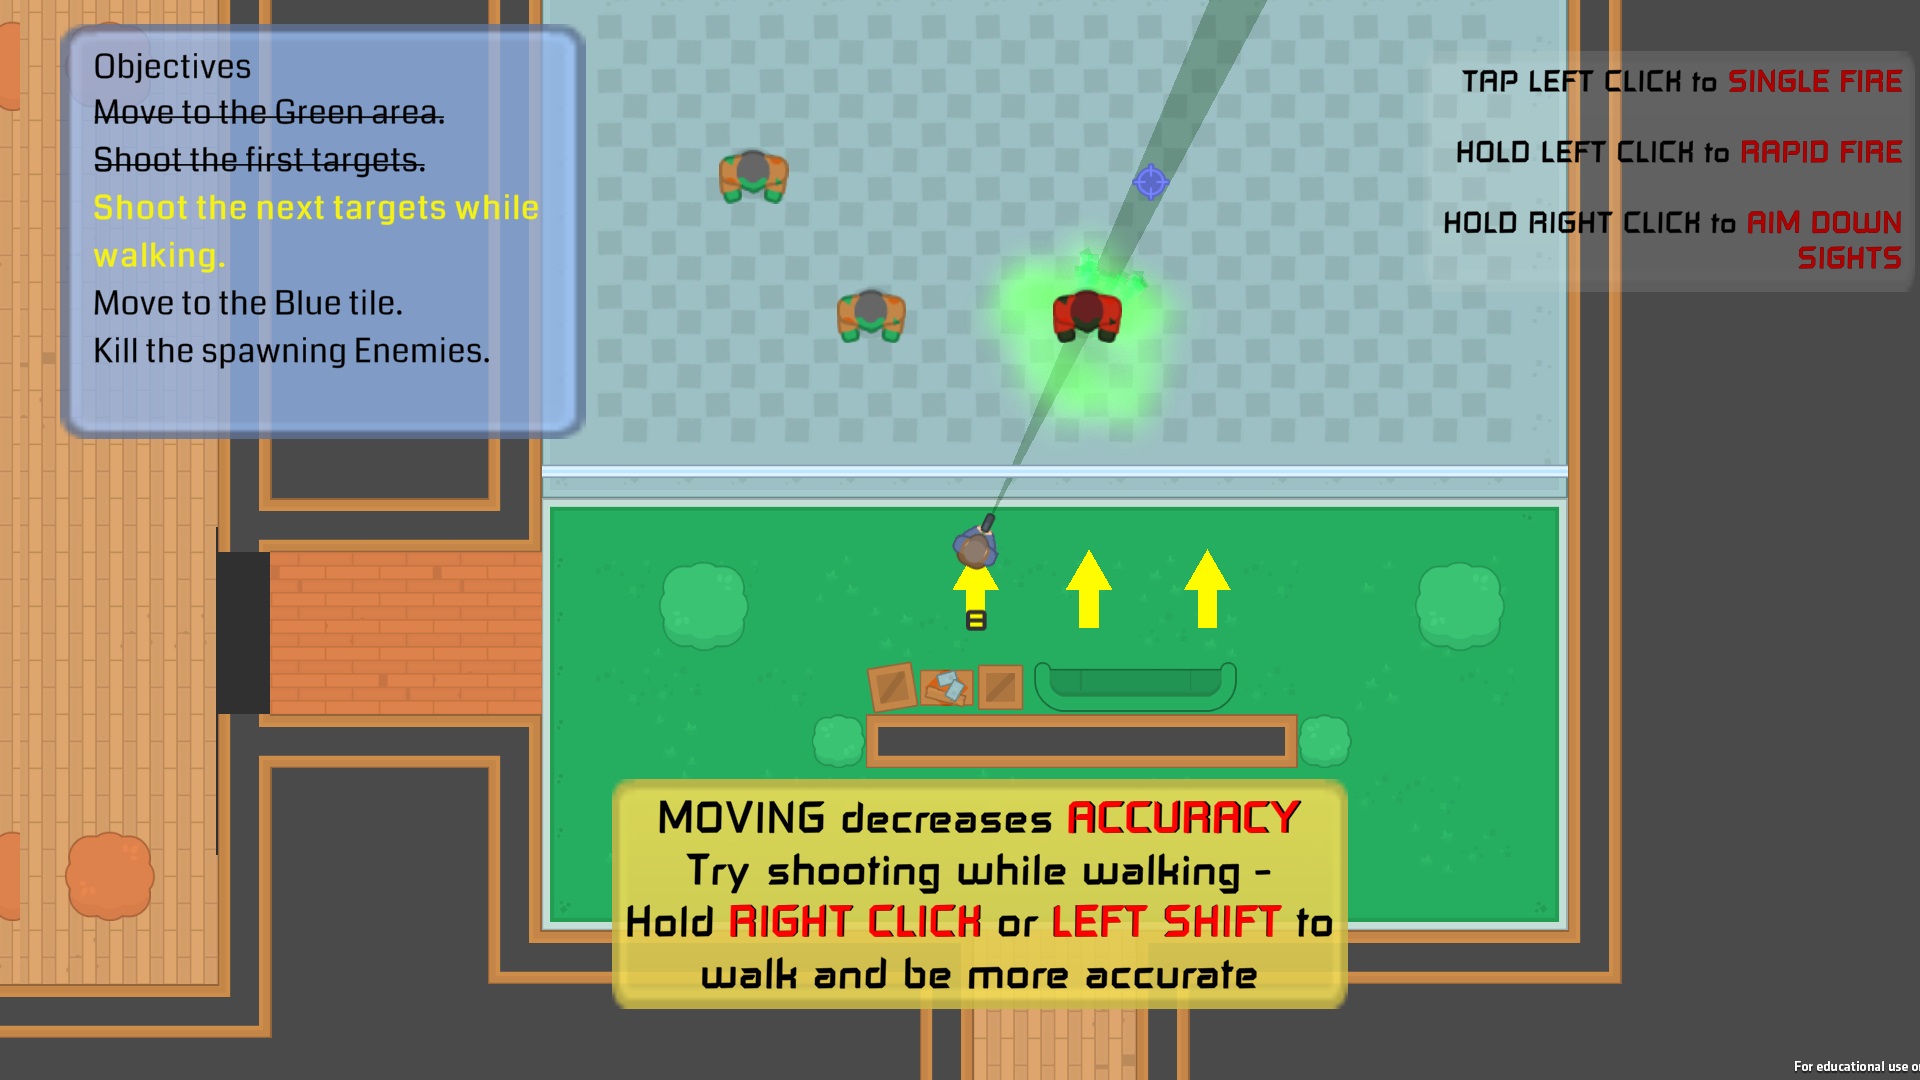 Objectives
Move to the Green area.
Shoot the first targets.
Shoot the next targets while
walking.
Move to the Blue tile.
Kill the spawning Enemies.
TAP LEFT CLICK to SINGLE FIRE
HOLD LEFT CLICK to RAPID FIRE
HOLD RIGHT CLICK to AIM DOWN
SIGHTS
MOVING decreases ACCURACY
Try shooting while walking -
Hold RIGHT CLICK or LEFT SHIFT to
walk and be more accurate
For educational use